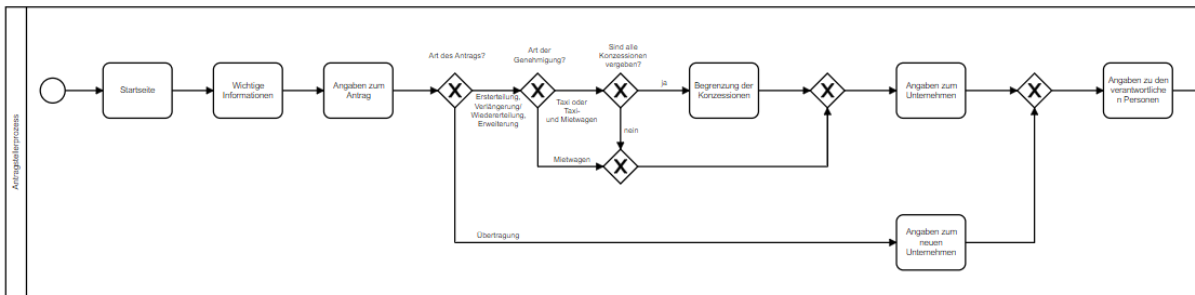 Antragstellerprozess
Startseite
Wichtige
Informationen
Angaben zum
Antrag
Art des Antrags?
Ersterteilung,
Verlängerung/
Wiedererteilung,
Erweiterung
Art der
Genehmigung?
Taxi oder
Taxi-
und Mietwagen
Mietwagen
Sind alle
Konzessionen
vergeben?
ja
nein
Begrenzung der
Konzessionen
Angaben zum
Unternehmen
Übertragung
Angaben zum
neuen
Unternehmen
Angaben zu den
verantwortliche
n Personen